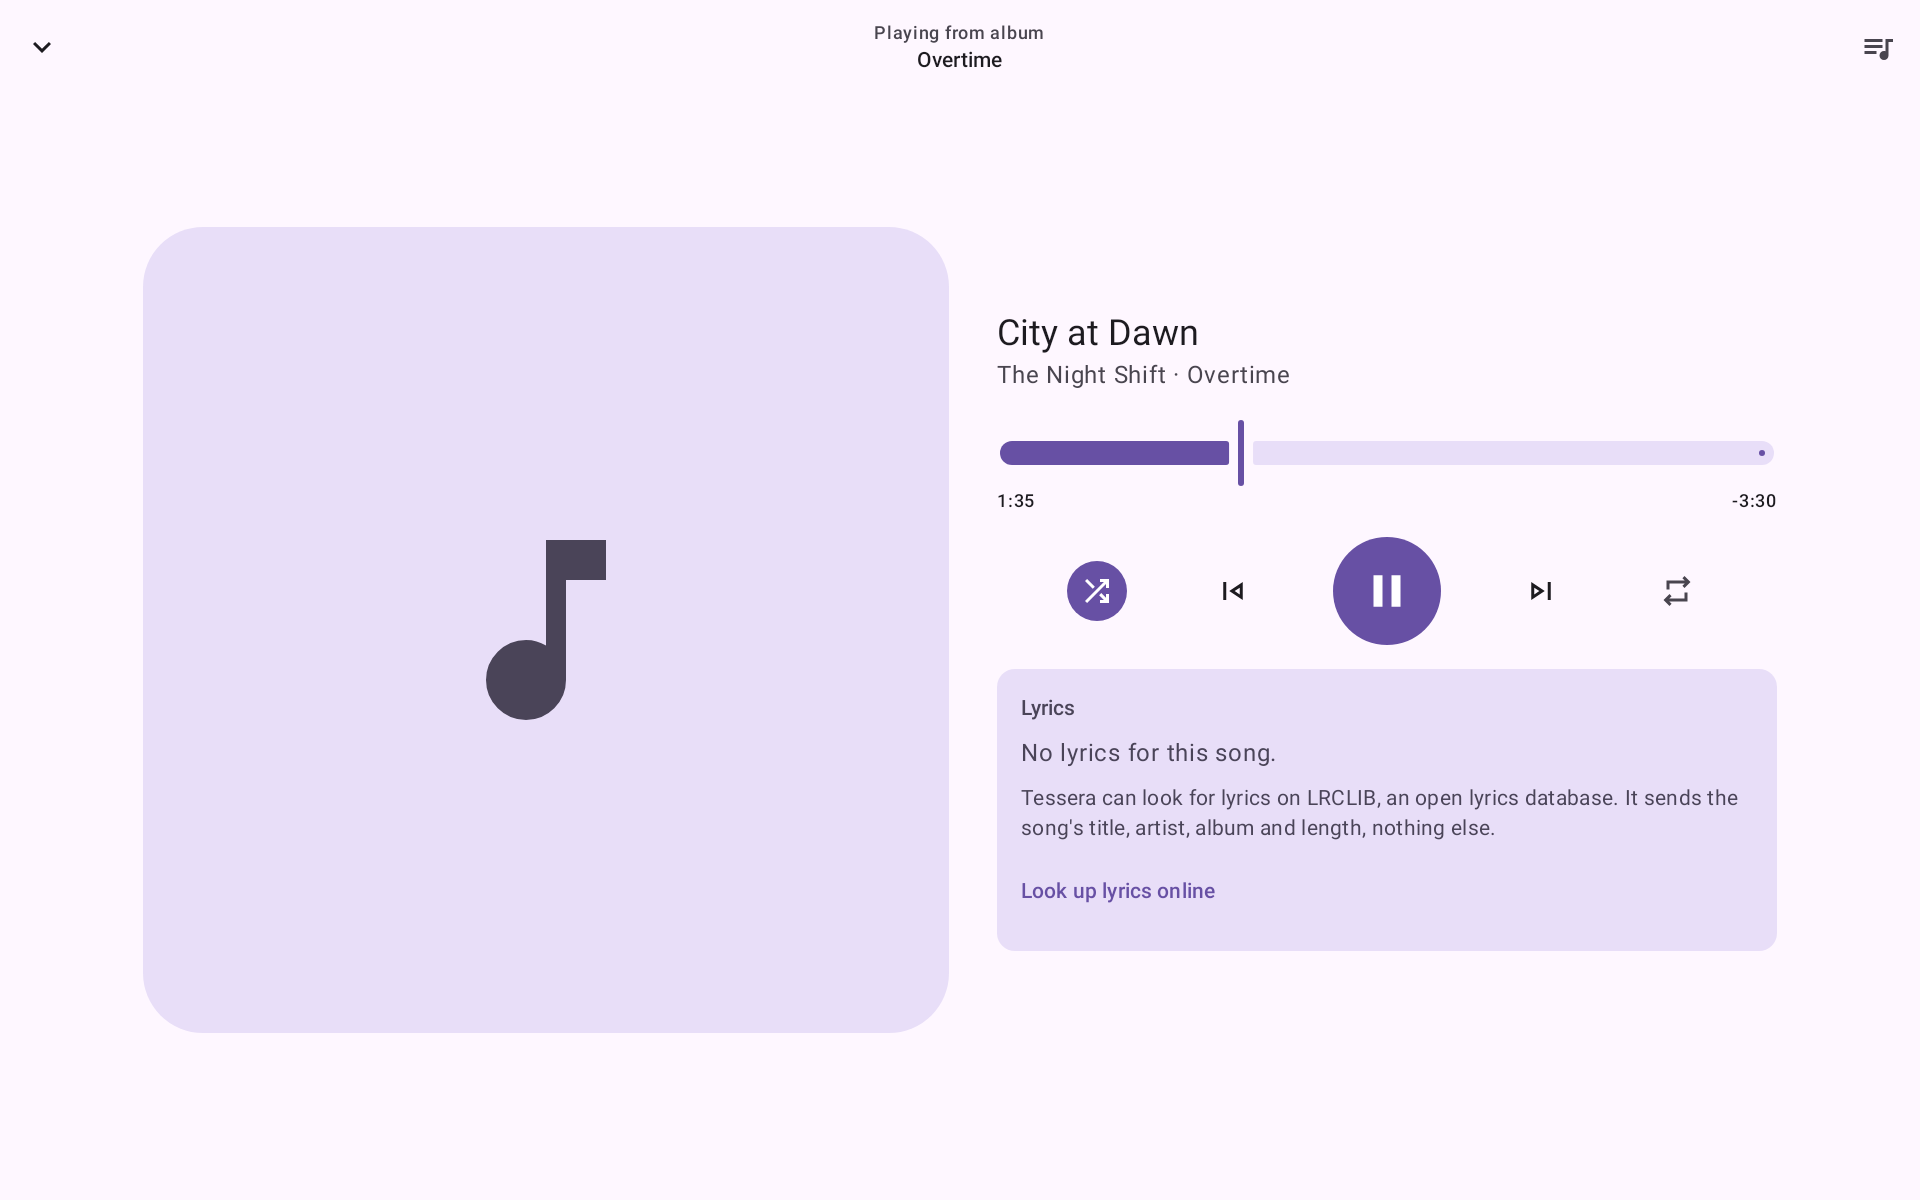 Playing from album
Overtime
City at Dawn
The Night Shift · Overtime
1:35
-3:30
Lyrics
No lyrics for this song.
Tessera can look for lyrics on LRCLIB, an open lyrics database. It sends the
song's title, artist, album and length, nothing else.
Look up lyrics online